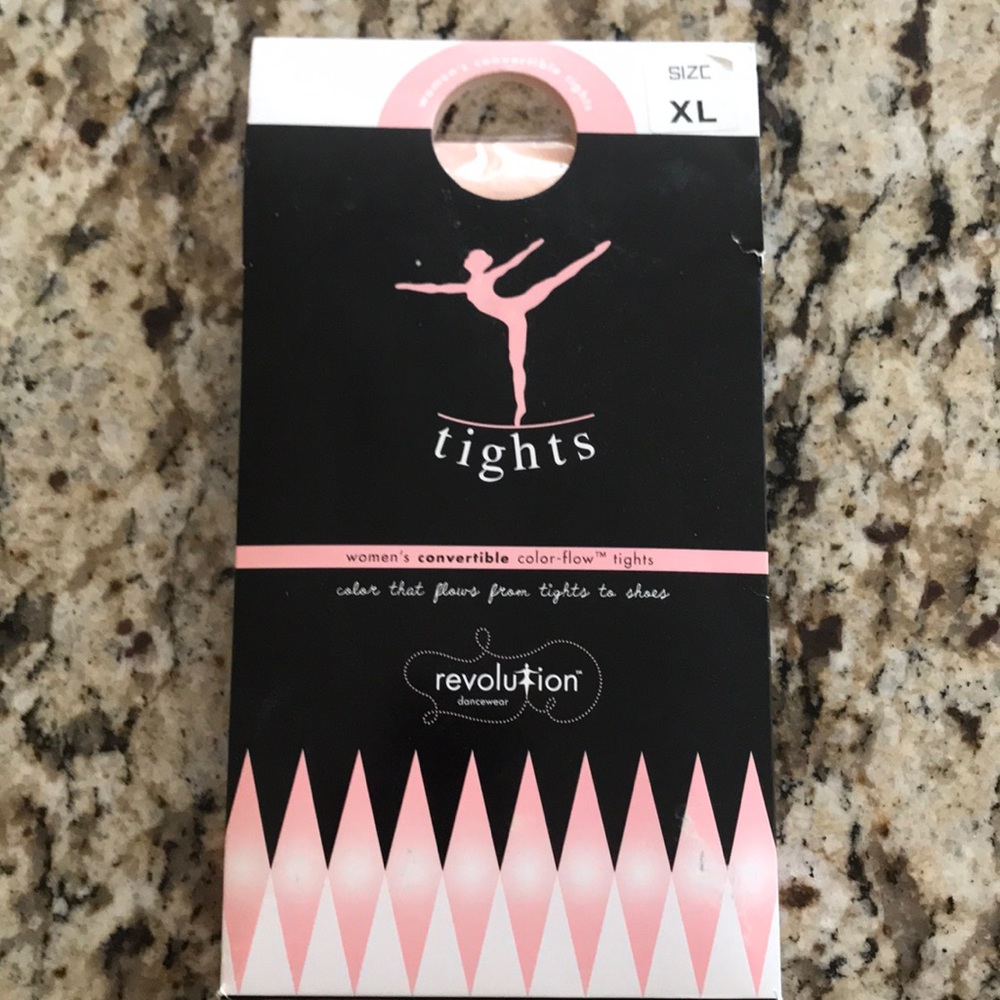 women's convertible tights
SIZE
XL
tights
women's convertible color-flow™ tights
color that flows from tights to shoes
revolution™
dancewear